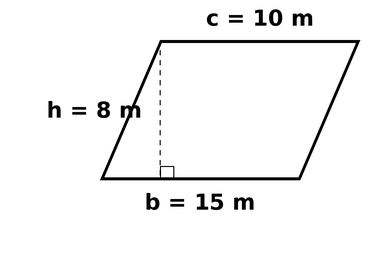 c = 10 m
h = 8 m
b = 15 m